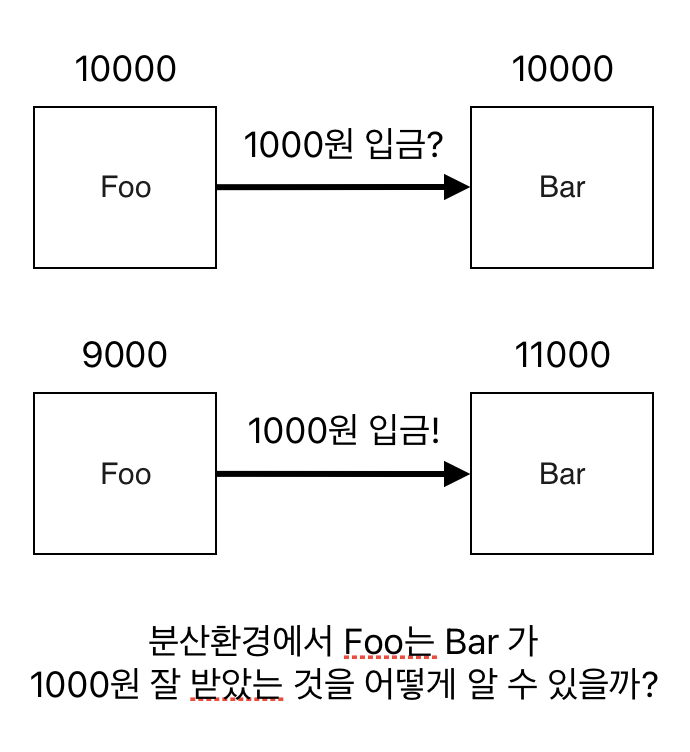 10000 10000
1000원 입금?
Foo Bar
9000 11000
1000원 입금!
Foo Bar
분산환경에서 Foo는 Bar 가
1000원 잘 받았는 것을 어떻게 알 수 있을까?